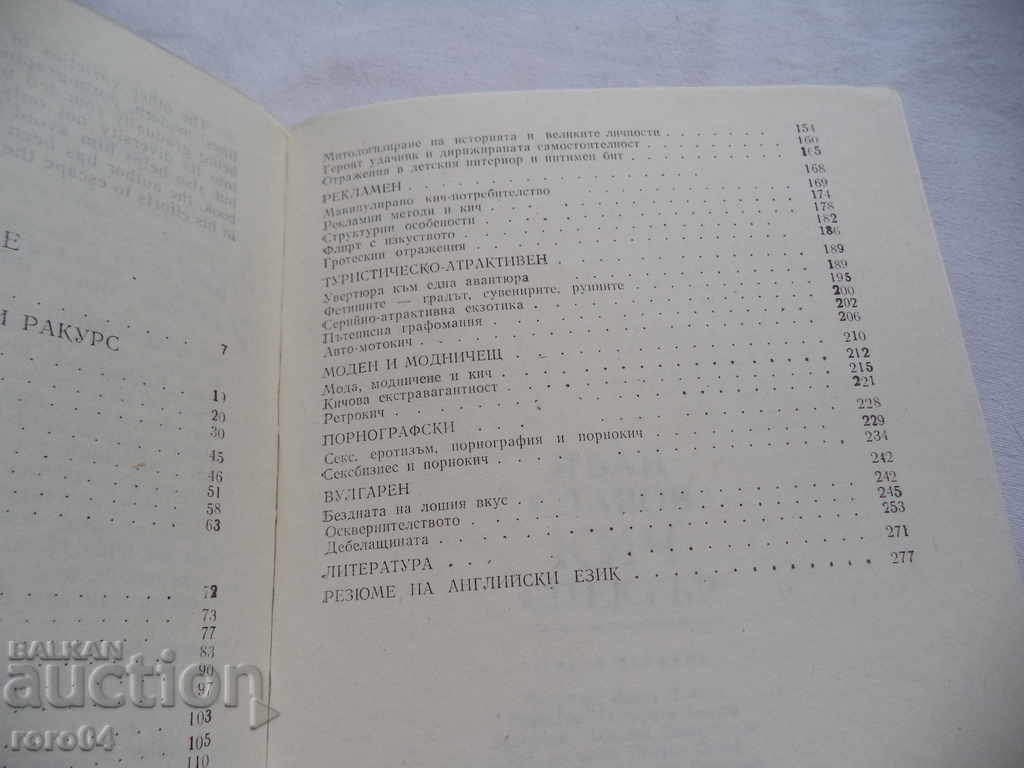 Е
И РАКУРС
7
19
20
30
45
46
51
58
63
72
73
77
83
90
97
103
105
110
Митологизиране на историята и великите личности . . . . . . . 154
Героят удачник и дирижираната самостоятелност . . . . . . . 160
Отражения в детския интериор и интимен бит . . . . . . . 165
РЕКЛАМЕН . . . . . . . 168
Манипулирано кич-потребителство . . . . . . . 169
Рекламни методи и кич . . . . . . . 174
Структурни особености . . . . . . . 178
Флирт с изкуството . . . . . . . 182
Гротескни отражения . . . . . . . 186
ТУРИСТИЧЕСКО-АТРАКТИВЕН . . . . . . . 189
Увертюра към една авантюра . . . . . . . 189
Фетишите — градът, сувенирите, руините . . . . . . . 195
Серийно-атрактивна екзотика . . . . . . . 200
Пътеписна графомания . . . . . . . 202
Авто-мотокич . . . . . . . 206
МОДЕН И МОДНИЧЕЩ . . . . . . . 210
Мода, модничене и кич . . . . . . . 212
Кичова екстравагантност . . . . . . . 215
Ретрокич . . . . . . . 221
ПОРНОГРАФСКИ . . . . . . . 228
Секс, еротизъм, порнография и порнокич . . . . . . . 229
Сексбизнес и порнокич . . . . . . . 234
ВУЛГАРЕН . . . . . . . 242
Бездната на лошия вкус . . . . . . . 242
Осквернителството . . . . . . . 245
Дебелащината . . . . . . . 253
ЛИТЕРАТУРА . . . . . . . 271
РЕЗЮМЕ НА АНГЛИЙСКИ ЕЗИК . . . . . . . 277
BALKAN
auction
roro04